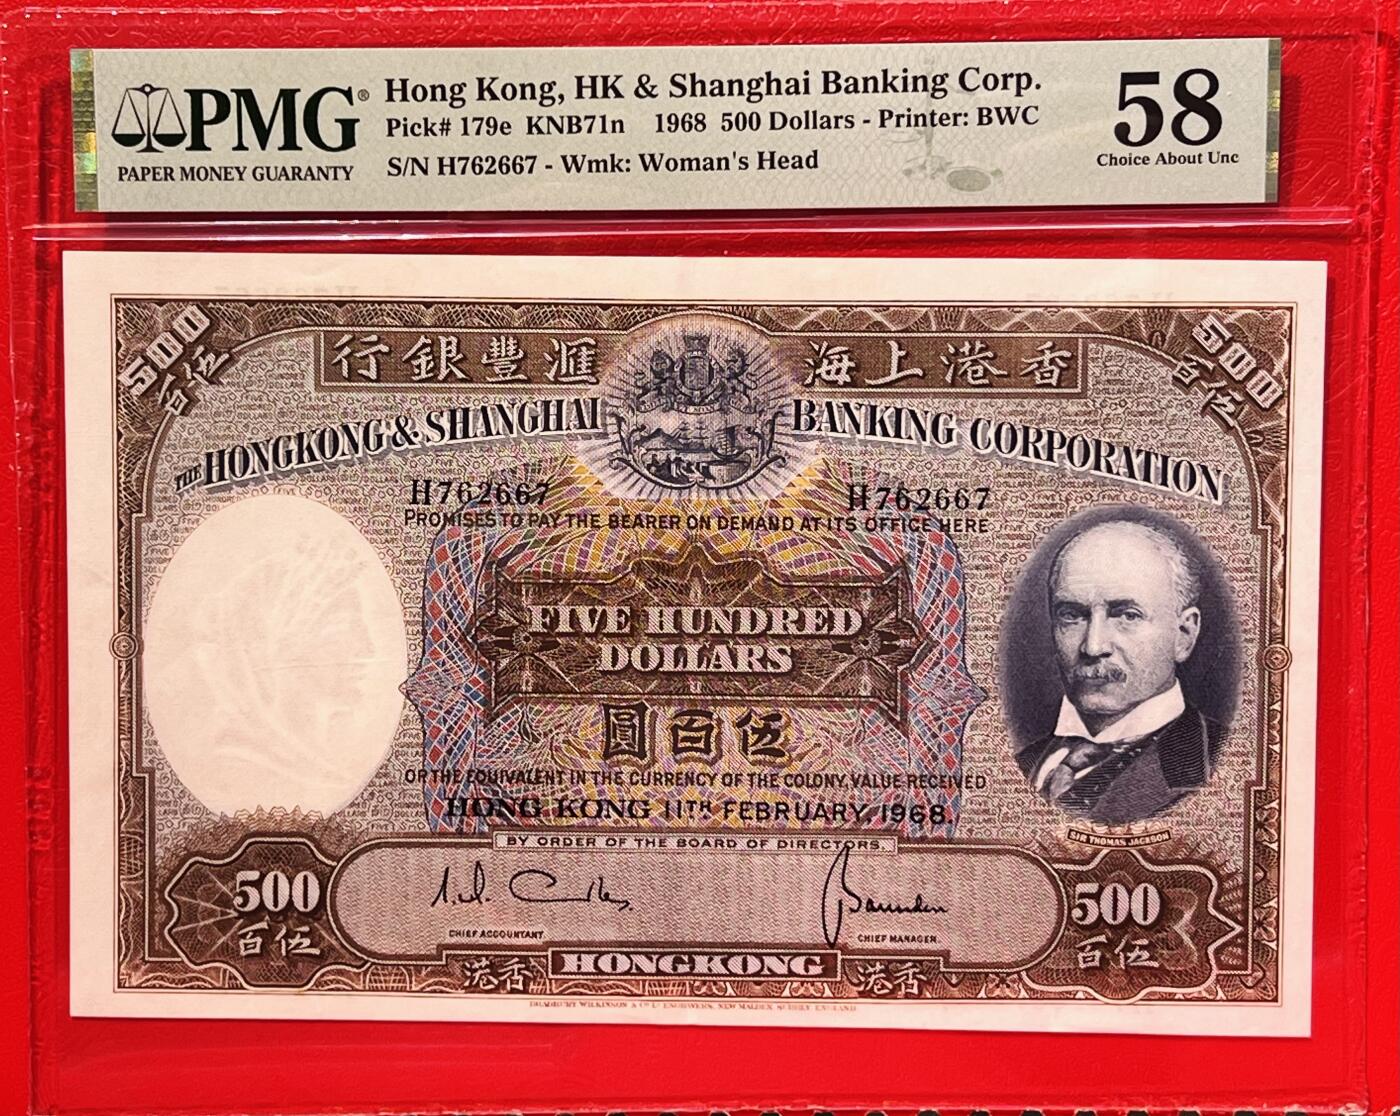 PMG®
PAPER MONEY GUARANTY
Hong Kong, HK & Shanghai Banking Corp.
Pick# 179e KNB71n 1968 500 Dollars - Printer: BWC
S/N H762667 - Wmk: Woman's Head
58
Choice About Unc
500
百伍
行銀豐滙 海上港香
500
百伍
THE HONGKONG & SHANGHAI BANKING CORPORATION
H762667 H762667
PROMISES TO PAY THE BEARER ON DEMAND AT ITS OFFICE HERE
FIVE HUNDRED
DOLLARS
圓百伍
OR THE EQUIVALENT IN THE CURRENCY OF THE COLONY, VALUE RECEIVED
HONG KONG 11TH FEBRUARY, 1968.
SIR THOMAS JACKSON
BY ORDER OF THE BOARD OF DIRECTORS,
500
百伍
CHIEF ACCOUNTANT
CHIEF MANAGER
500
百伍
港香 HONGKONG 港香
BRADBURY WILKINSON & Cº Lᴰ ENGRAVERS, NEW MALDEN, SURREY, ENGLAND